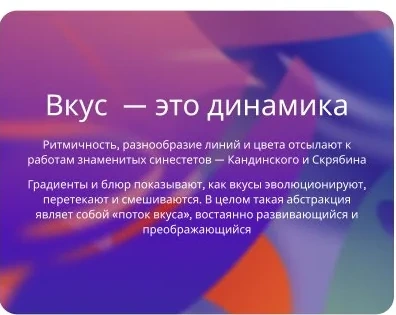 Вкус — это динамика
Ритмичность, разнообразие линий и цвета отсылают к
работам знаменитых синестетов — Кандинского и Скрябина
Градиенты и блюр показывают, как вкусы эволюционируют,
перетекают и смешиваются. В целом такая абстракция
являет собой «поток вкуса», востаянно развивающийся и
преображающийся